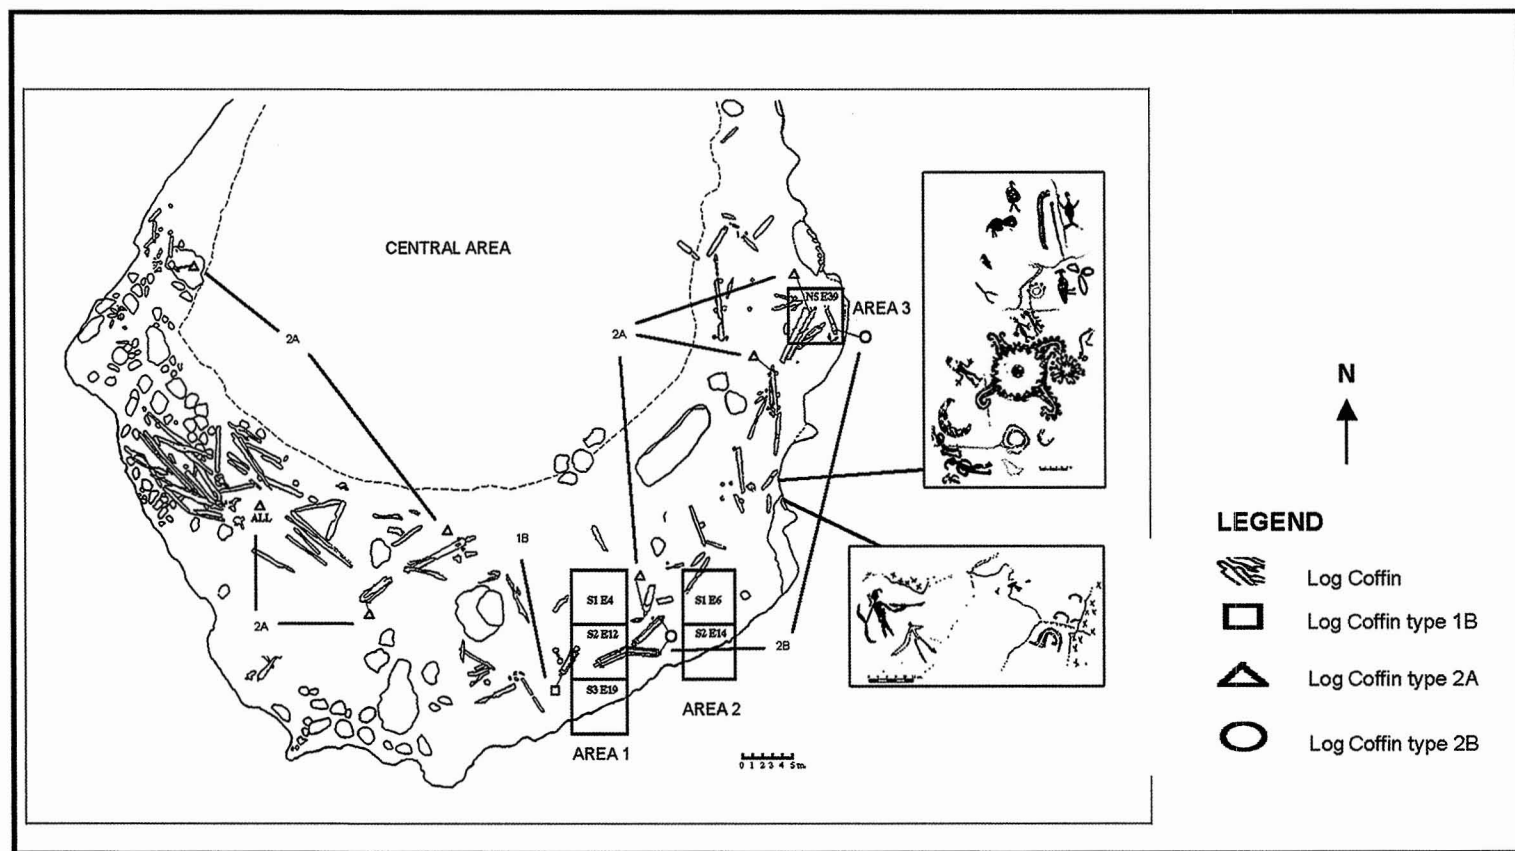 CENTRAL AREA
N5 E39
AREA 3
2A
2A
N
LEGEND
ALL
1B
Log Coffin
S1 E4
S1 E6
Log Coffin type 1B
2A
S2 E12
S2 E14
2B
Log Coffin type 2A
S3 E19
AREA 2
AREA 1
Log Coffin type 2B
0 1 2 3 4 5m.